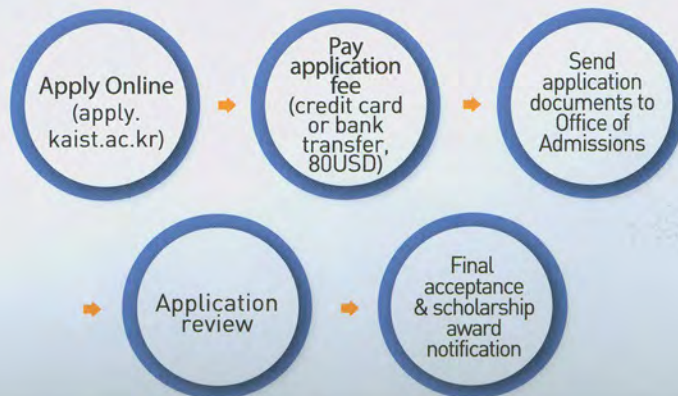 Apply Online
(apply.
kaist.ac.kr)
Pay
application
fee
(credit card
or bank
transfer,
80USD)
Send
application
documents to
Office of
Admissions
Application
review
Final
acceptance
& scholarship
award
notification